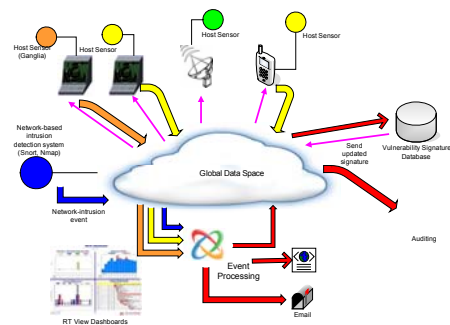 Host Sensor
(Ganglia)
Host Sensor
Host Sensor
Host Sensor
Network-based
intrusion
detection system
(Snort, Nmap)
Send
updated
signature
Vulnerability Signature
Database
Global Data Space
Network-intrusion
event
Auditing
Event
Processing
Email
RT View Dashboards